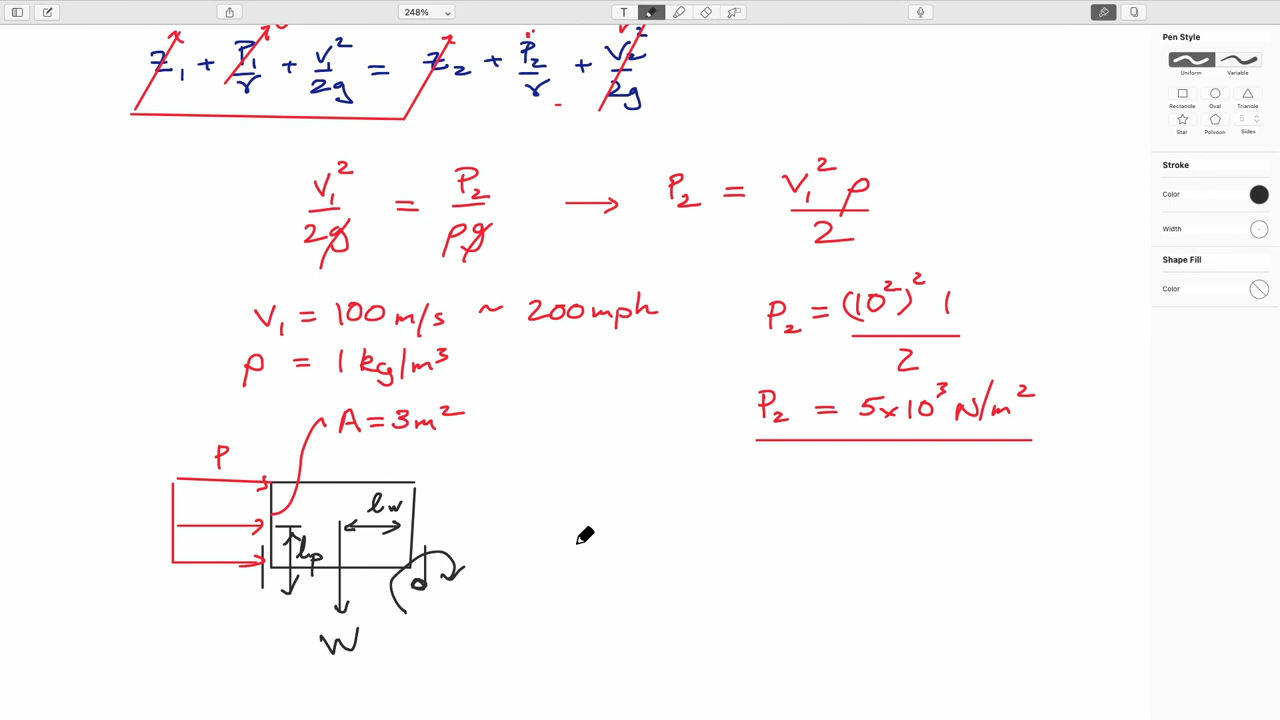 248%
T
Z₁ + P₁/γ + V₁²/2g = Z₂ + P₂/γ + V₂²/2g
V₁²/2g = P₂/ρg → P₂ = V₁²ρ/2
V₁ = 100 m/s ~ 200 mph
ρ = 1 kg/m³
A = 3m²
P₂ = (10²)² 1/2
P₂ = 5×10³ N/m²
P
lw
lp
W
Pen Style
Uniform Variable
Rectangle Oval Triangle
Star Polygon 5 Sides
Stroke
Color
Width
Shape Fill
Color